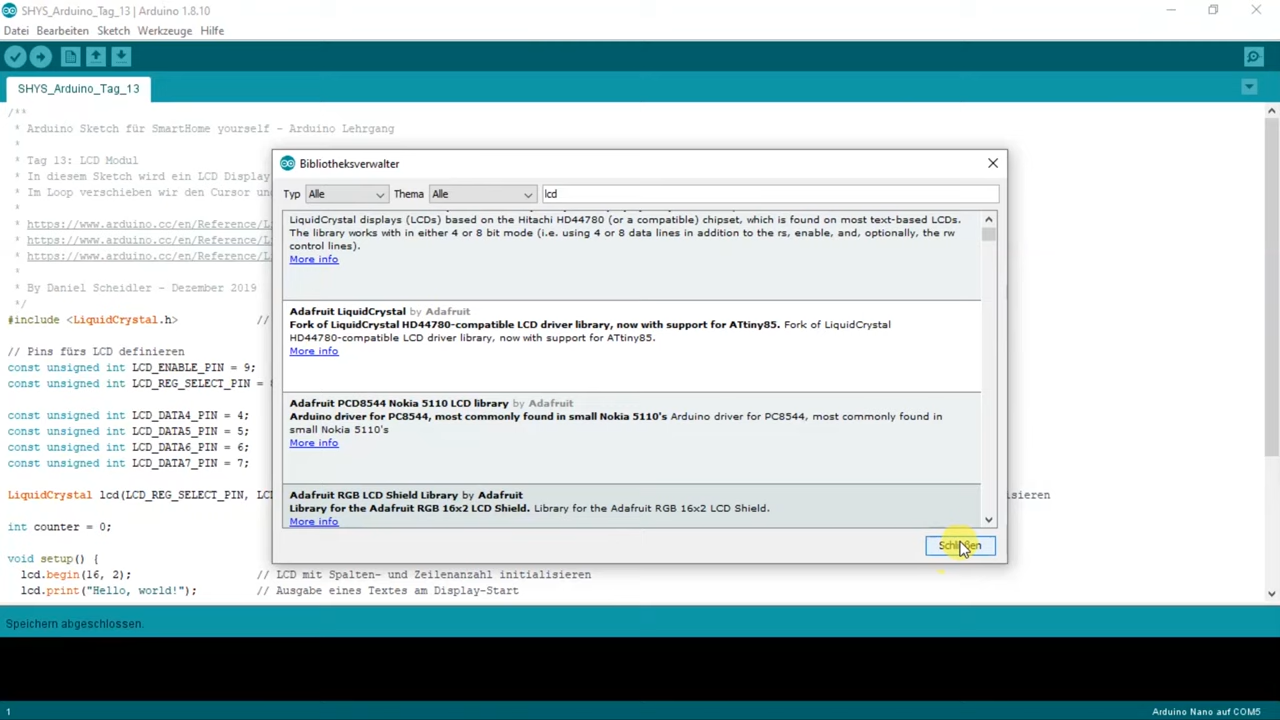 SHYS_Arduino_Tag_13 | Arduino 1.8.10
Datei Bearbeiten Sketch Werkzeuge Hilfe
SHYS_Arduino_Tag_13
/**
* Arduino Sketch für SmartHome yourself - Arduino Lehrgang
*
* Tag 13: LCD Modul
* In diesem Sketch wird ein LCD Display
* Im Loop verschieben wir den Cursor
*
* https://www.arduino.cc/en/Reference/
* https://www.arduino.cc/en/Reference/
* https://www.arduino.cc/en/Reference/
*
* By Daniel Scheidler - Dezember 2019
*/
#include <LiquidCrystal.h> //
// Pins fürs LCD definieren
const unsigned int LCD_ENABLE_PIN = 9;
const unsigned int LCD_REG_SELECT_PIN =
const unsigned int LCD_DATA4_PIN = 4;
const unsigned int LCD_DATA5_PIN = 5;
const unsigned int LCD_DATA6_PIN = 6;
const unsigned int LCD_DATA7_PIN = 7;
LiquidCrystal lcd(LCD_REG_SELECT_PIN,
int counter = 0;
void setup() {
lcd.begin(16, 2); // LCD mit Spalten- und Zeilenanzahl initialisieren
lcd.print("Hello, world!"); // Ausgabe eines Textes am Display-Start
Bibliotheksverwalter
Typ Alle Thema Alle lcd
LiquidCrystal displays (LCDs) based on the Hitachi HD44780 (or a compatible) chipset, which is found on most text-based LCDs.
The library works with in either 4 or 8 bit mode (i.e. using 4 or 8 data lines in addition to the rs, enable, and, optionally, the rw
control lines).
More info
Adafruit LiquidCrystal by Adafruit
Fork of LiquidCrystal HD44780-compatible LCD driver library, now with support for ATtiny85. Fork of LiquidCrystal
HD44780-compatible LCD driver library, now with support for ATtiny85.
More info
Adafruit PCD8544 Nokia 5110 LCD library by Adafruit
Arduino driver for PC8544, most commonly found in small Nokia 5110's Arduino driver for PC8544, most commonly found in
small Nokia 5110's
More info
Adafruit RGB LCD Shield Library by Adafruit
Library for the Adafruit RGB 16x2 LCD Shield. Library for the Adafruit RGB 16x2 LCD Shield.
More info
Schließen
Speichern abgeschlossen.
1
Arduino Nano auf COM5